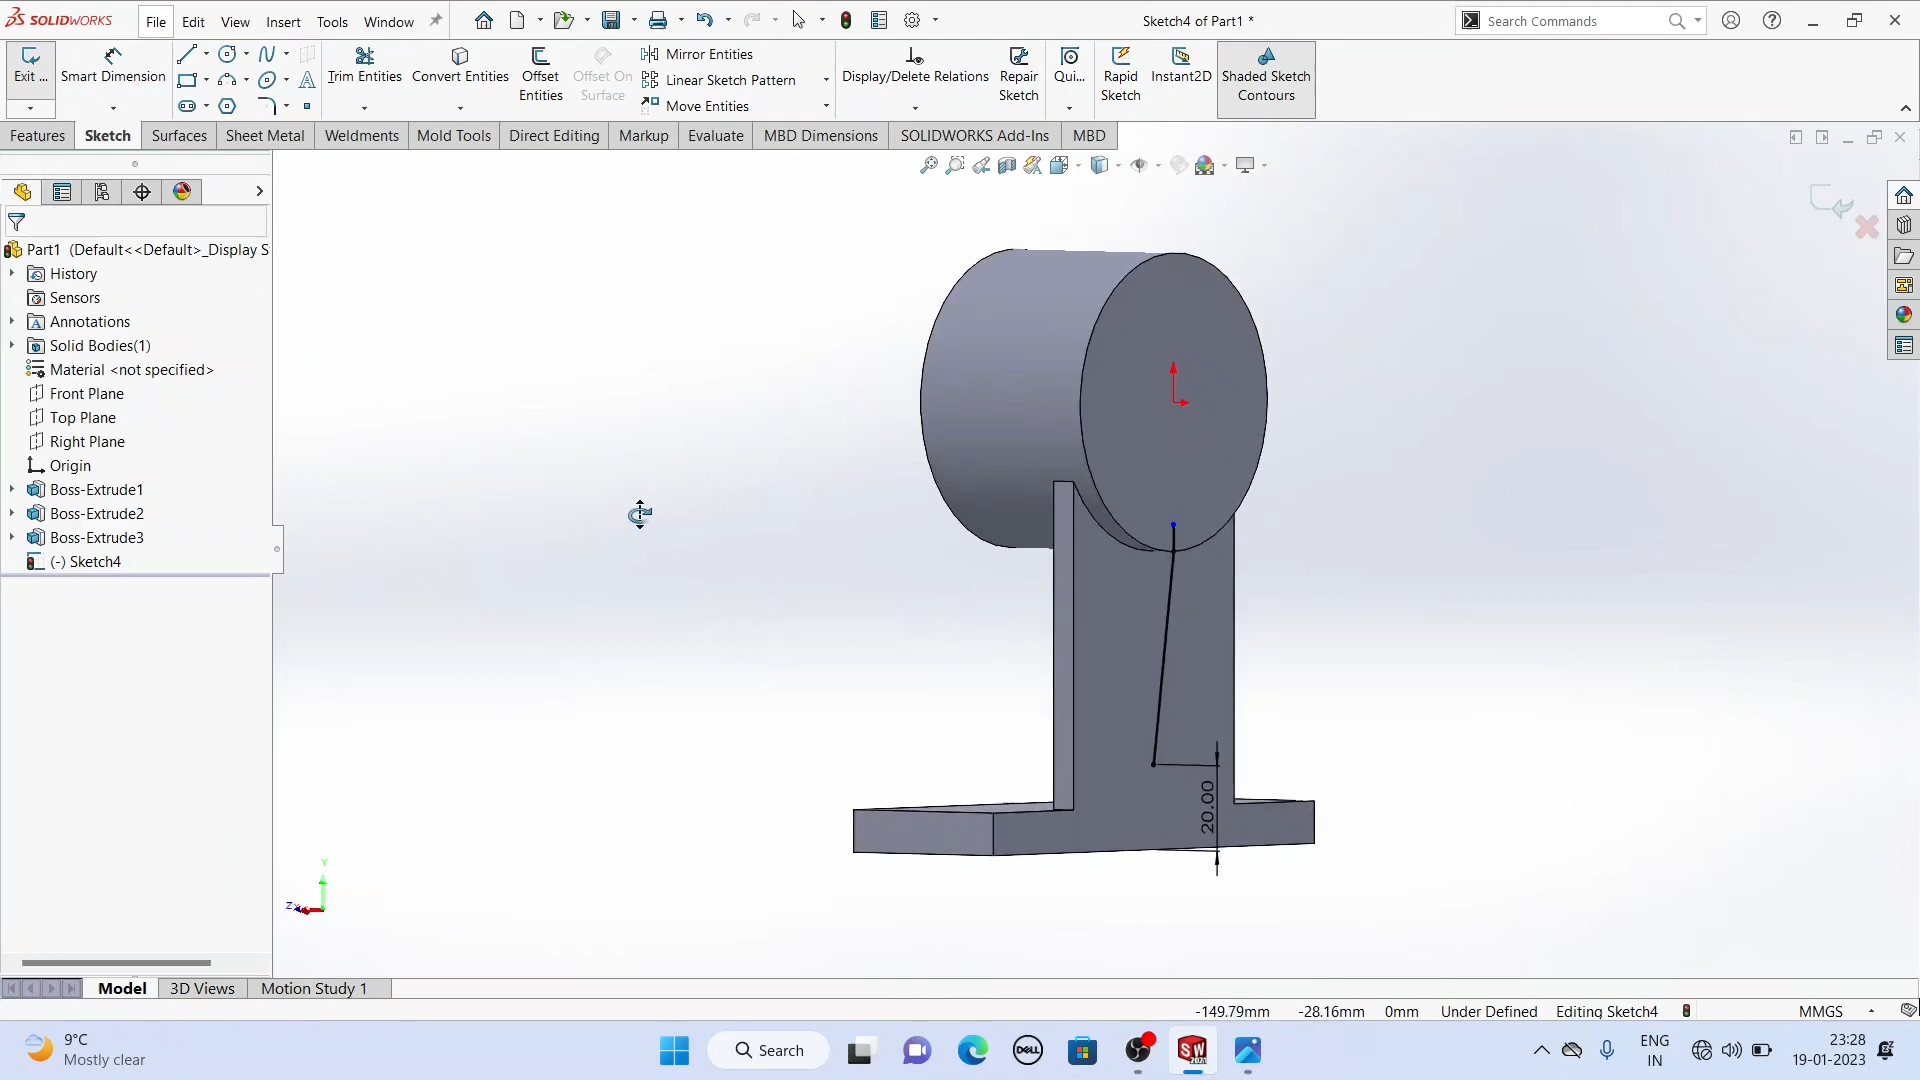 SOLIDWORKS File Edit View Insert Tools Window Sketch4 of Part1 * Search Commands
Exit ... Smart Dimension Trim Entities Convert Entities Offset Entities Offset On Surface Mirror Entities Linear Sketch Pattern Move Entities Display/Delete Relations Repair Sketch Qui... Rapid Sketch Instant2D Shaded Sketch Contours
Features Sketch Surfaces Sheet Metal Weldments Mold Tools Direct Editing Markup Evaluate MBD Dimensions SOLIDWORKS Add-Ins MBD
Part1 (Default<<Default>_Display S
History
Sensors
Annotations
Solid Bodies(1)
Material <not specified>
Front Plane
Top Plane
Right Plane
Origin
Boss-Extrude1
Boss-Extrude2
Boss-Extrude3
(-) Sketch4
20.00
Y
Z
Model 3D Views Motion Study 1
-149.79mm -28.16mm 0mm Under Defined Editing Sketch4 MMGS
9°C
Mostly clear
Search
DELL
SW
2021
ENG
IN
23:28
19-01-2023